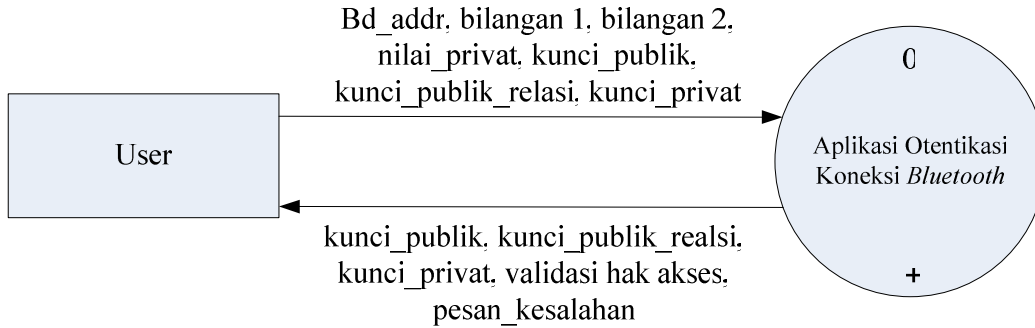 Bd_addr, bilangan 1, bilangan 2,
nilai_privat, kunci_publik,
kunci_publik_relasi, kunci_privat
User
0
Aplikasi Otentikasi
Koneksi Bluetooth
+
kunci_publik, kunci_publik_realsi,
kunci_privat, validasi hak akses,
pesan_kesalahan